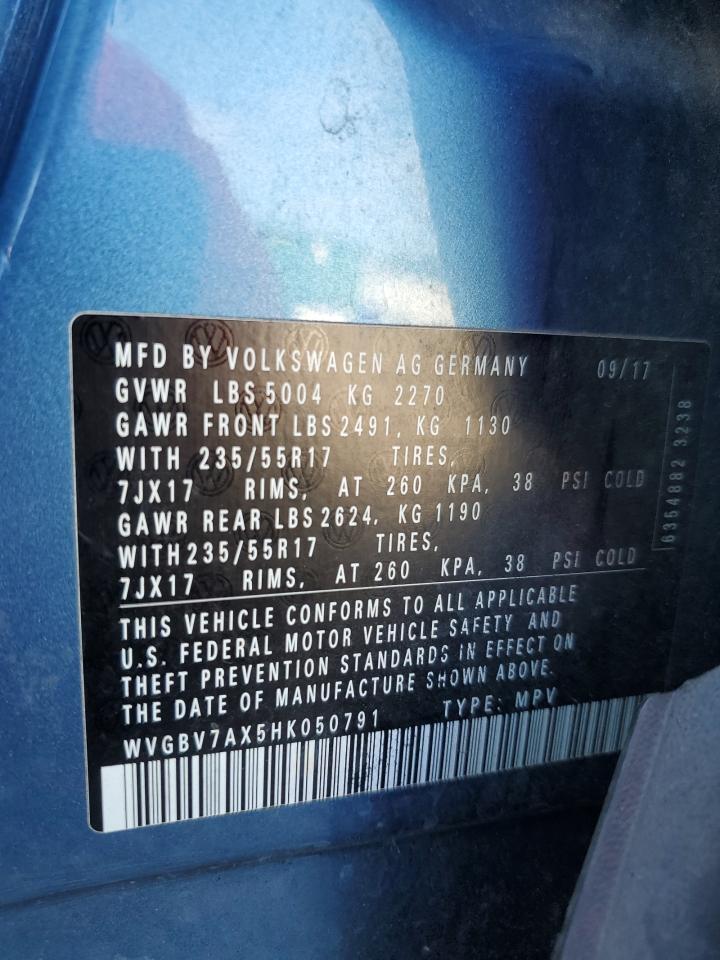 MFD BY VOLKSWAGEN AG GERMANY 09/17
GVWR LBS 5004 KG 2270
GAWR FRONT LBS 2491, KG 1130
WITH 235/55R17 TIRES,
7JX17 RIMS, AT 260 KPA, 38 PSI COLD
GAWR REAR LBS 2624, KG 1190
WITH 235/55R17 TIRES,
7JX17 RIMS, AT 260 KPA, 38 PSI COLD
THIS VEHICLE CONFORMS TO ALL APPLICABLE
U.S. FEDERAL MOTOR VEHICLE SAFETY AND
THEFT PREVENTION STANDARDS IN EFFECT ON
THE DATE OF MANUFACTURE SHOWN ABOVE.
WVGBV7AX5HK050791 TYPE: MPV
6354882 3238